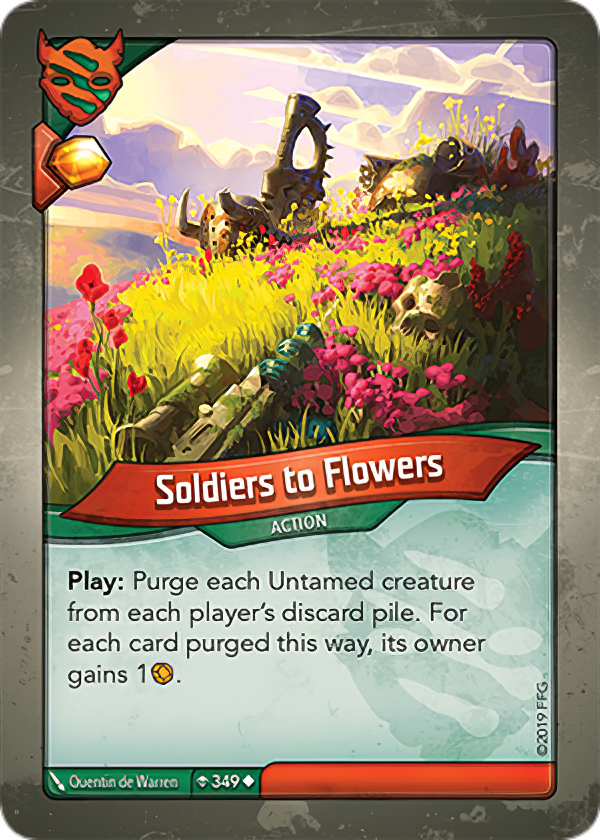 Soldiers to Flowers
ACTION
Play: Purge each Untamed creature
from each player's discard pile. For
each card purged this way, its owner
gains 1.
©2019 FFG
Quentin de Warren
349